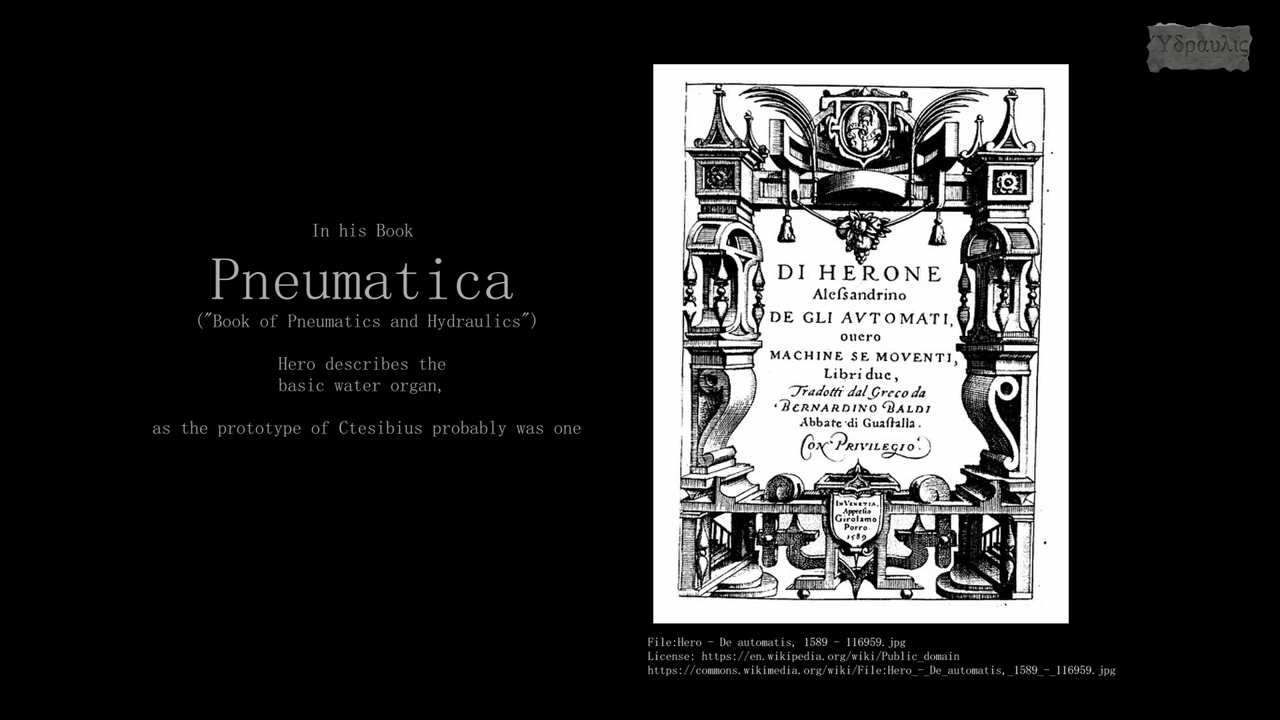 Ὕδραυλις
In his Book
Pneumatica
("Book of Pneumatics and Hydraulics")
Hero describes the
basic water organ,
as the prototype of Ctesibius probably was one
DI HERONE
Alessandrino
DE GLI AVTOMATI,
ouero
MACHINE SE MOVENTI,
Libri due,
Tradotti dal Greco da
BERNARDINO BALDI
Abbate di Guastalla.
CON PRIVILEGIO.
IN VENETIA,
Appresso
Girolamo
Porro.
1589
File:Hero - De automatis, 1589 - 116959.jpg
License: https://en.wikipedia.org/wiki/Public_domain
https://commons.wikimedia.org/wiki/File:Hero_-_De_automatis,_1589_-_116959.jpg